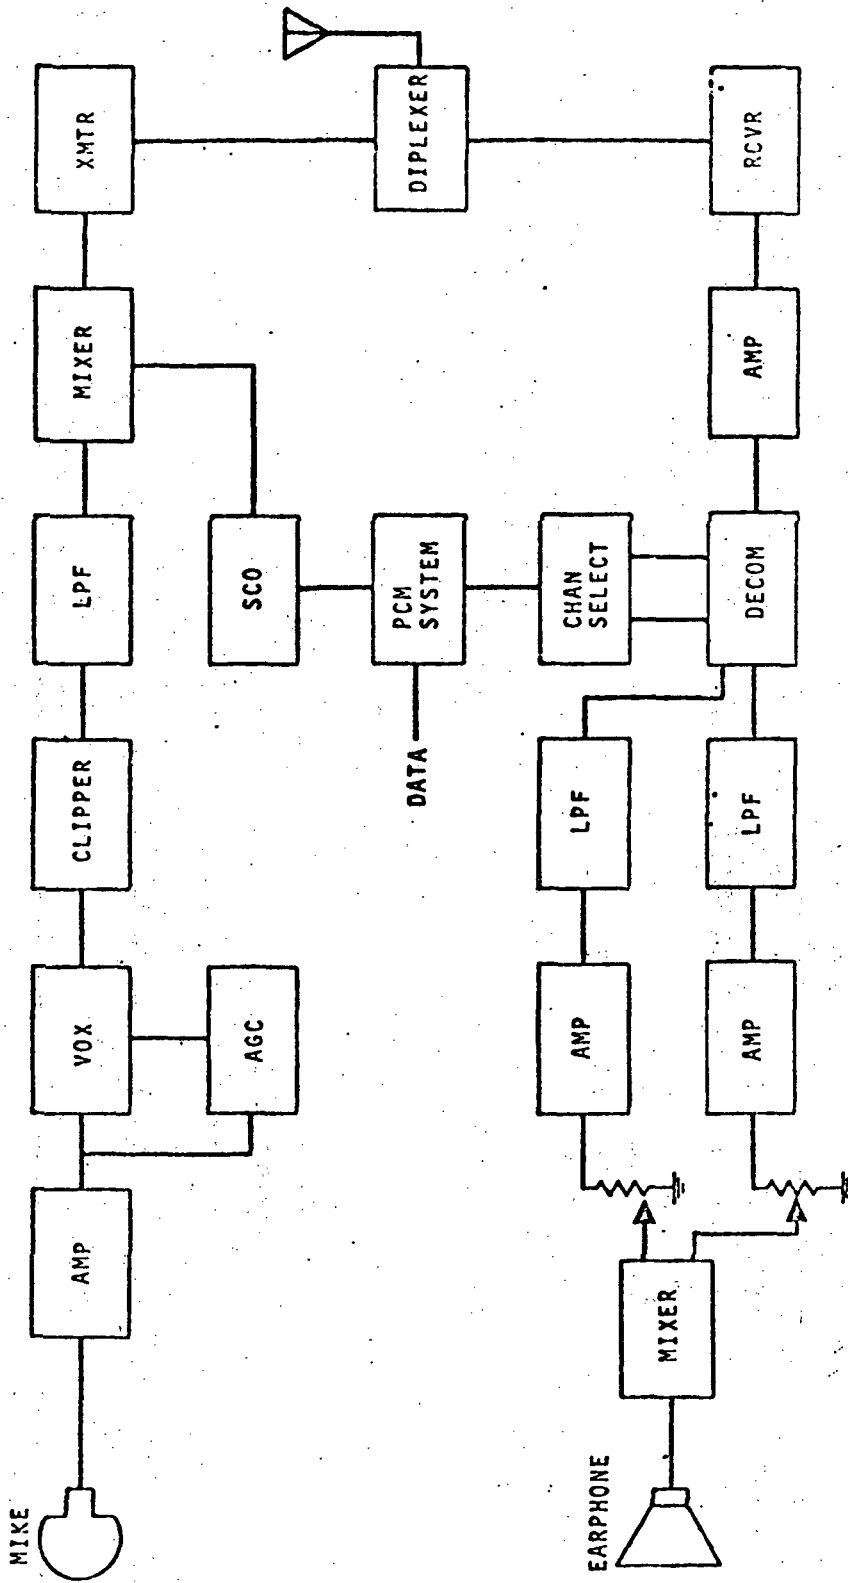 MIKE
AMP
VOX
CLIPPER
LPF
MIXER
XMTR
AGC
SCO
DATA
PCM
SYSTEM
DIPLEXER
EARPHONE
MIXER
AMP
LPF
CHAN
SELECT
AMP
LPF
DECOM
AMP
RCVR